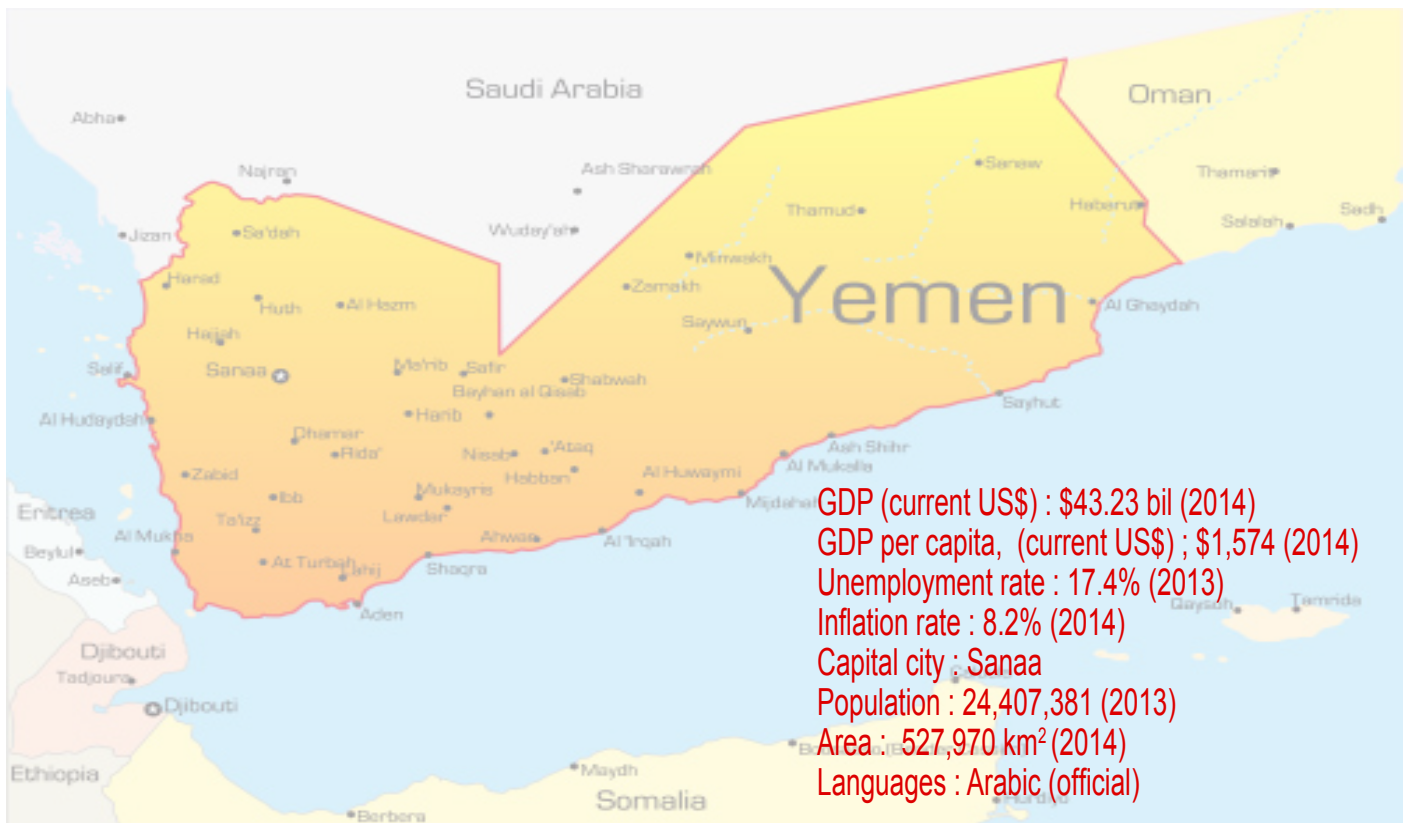 Saudi Arabia
Oman
Abha
Najran
Ash Sharawrah
Sanaw
Thamarit
Thamud
Habarut
Salalah
Sadh
Jizan
Sa'dah
Wuday'ah
Minwakh
Harad
Zamakh
Yemen
Huth
Al Hazm
Al Ghaydah
Saywun
Hajjah
Salif
Sanaa
Ma'rib
Safir
Shabwah
Bayhan al Qisab
Sayhut
Al Hudaydah
Harib
Dhamar
Rida'
Nisab
'Ataq
Ash Shihr
Al Mukalla
Zabid
Habban
Al Huwaymi
Ibb
Mukayris
Mijdahah
Eritrea
Ta'izz
Lawdar
Al Mukha
Ahwar
Al 'Irqah
Beylul
At Turbah
Lahij
Shaqra
Aseb
Aden
Qaysuh
Tamrida
Djibouti
Tadjoura
Djibouti
Ethiopia
Maydh
Somalia
Berbera
Hordiyo
GDP (current US$) : $43.23 bil (2014)
GDP per capita, (current US$) ; $1,574 (2014)
Unemployment rate : 17.4% (2013)
Inflation rate : 8.2% (2014)
Capital city : Sanaa
Population : 24,407,381 (2013)
Area : 527,970 km² (2014)
Languages : Arabic (official)